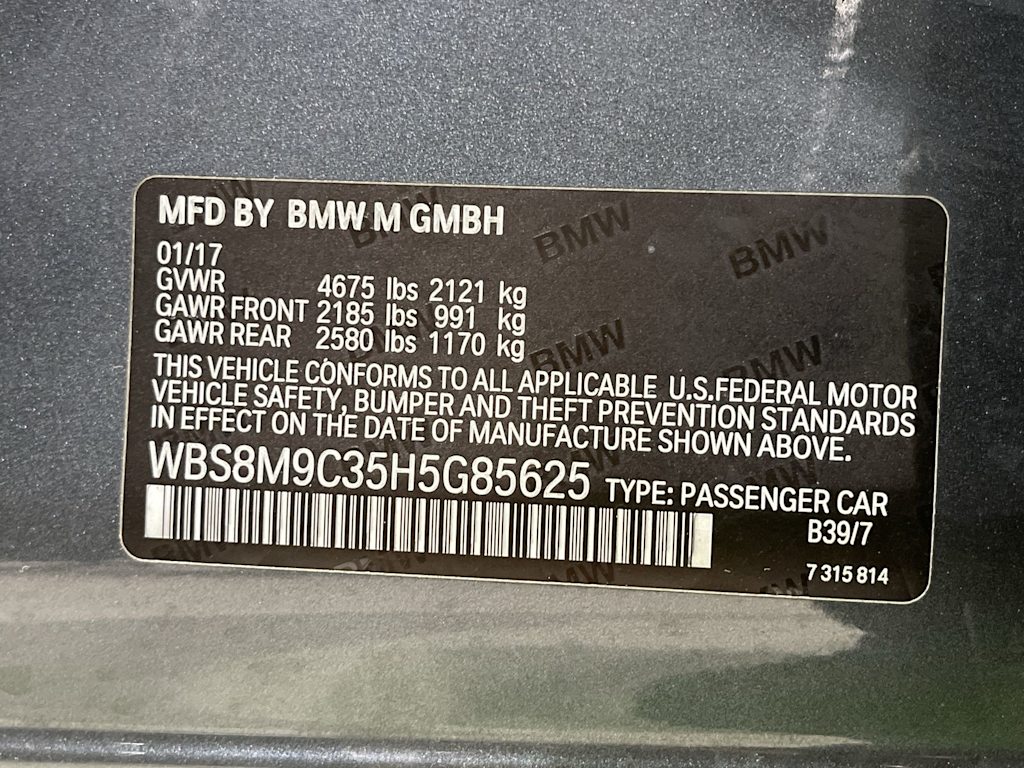 MFD BY BMW M GMBH
01/17
GVWR 4675 lbs 2121 kg
GAWR FRONT 2185 lbs 991 kg
GAWR REAR 2580 lbs 1170 kg
THIS VEHICLE CONFORMS TO ALL APPLICABLE U.S.FEDERAL MOTOR
VEHICLE SAFETY, BUMPER AND THEFT PREVENTION STANDARDS
IN EFFECT ON THE DATE OF MANUFACTURE SHOWN ABOVE.
WBS8M9C35H5G85625 TYPE: PASSENGER CAR
B39/7
7 315 814